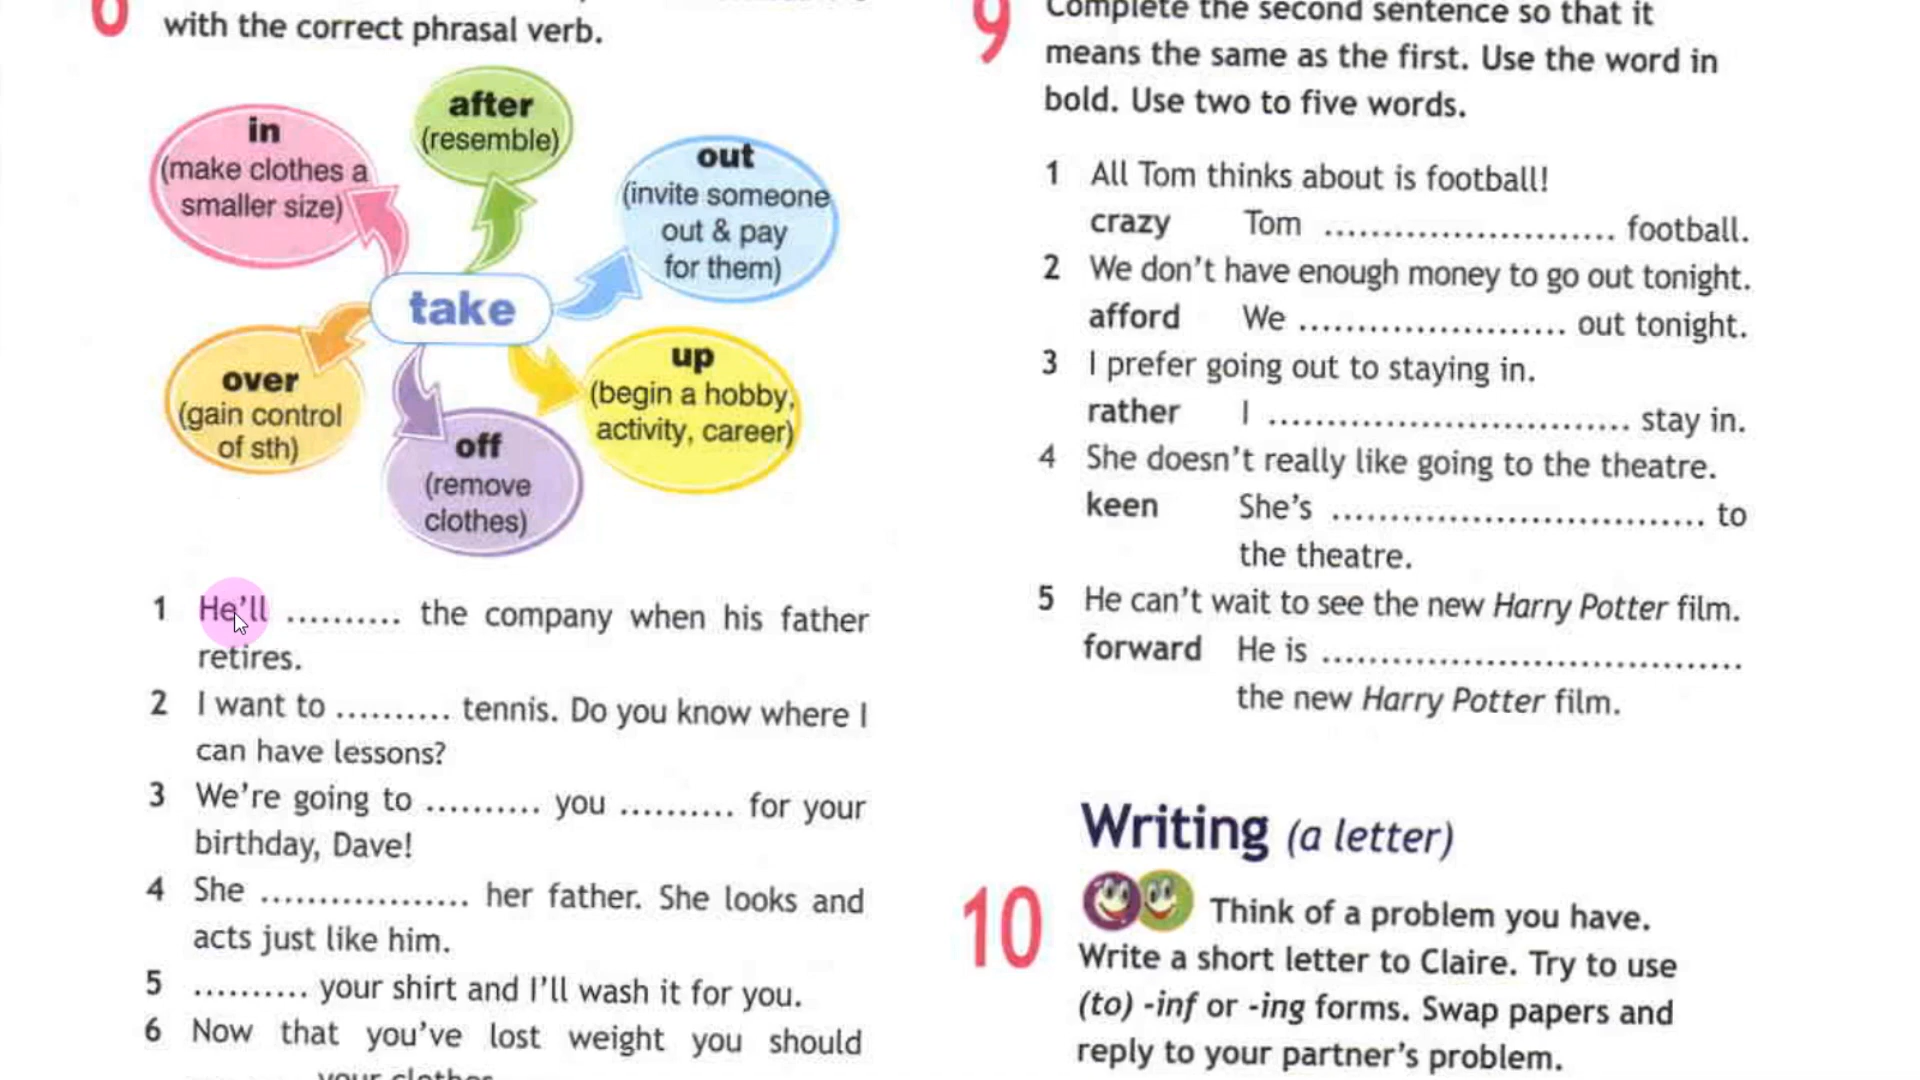 with the correct phrasal verb.
in
(make clothes a
smaller size)
after
(resemble)
out
(invite someone
out & pay
for them)
take
over
(gain control
of sth)
off
(remove
clothes)
up
(begin a hobby,
activity, career)
1 He'll .......... the company when his father
retires.
2 I want to .......... tennis. Do you know where I
can have lessons?
3 We're going to .......... you .......... for your
birthday, Dave!
4 She .................. her father. She looks and
acts just like him.
5 .......... your shirt and I'll wash it for you.
6 Now that you've lost weight you should
your clothes
9 Complete the second sentence so that it
means the same as the first. Use the word in
bold. Use two to five words.
1 All Tom thinks about is football!
crazy Tom ......................... football.
2 We don't have enough money to go out tonight.
afford We ....................... out tonight.
3 I prefer going out to staying in.
rather I ............................... stay in.
4 She doesn't really like going to the theatre.
keen She's ................................ to
the theatre.
5 He can't wait to see the new Harry Potter film.
forward He is ....................................
the new Harry Potter film.
Writing (a letter)
10 Think of a problem you have.
Write a short letter to Claire. Try to use
(to) -inf or -ing forms. Swap papers and
reply to your partner's problem.